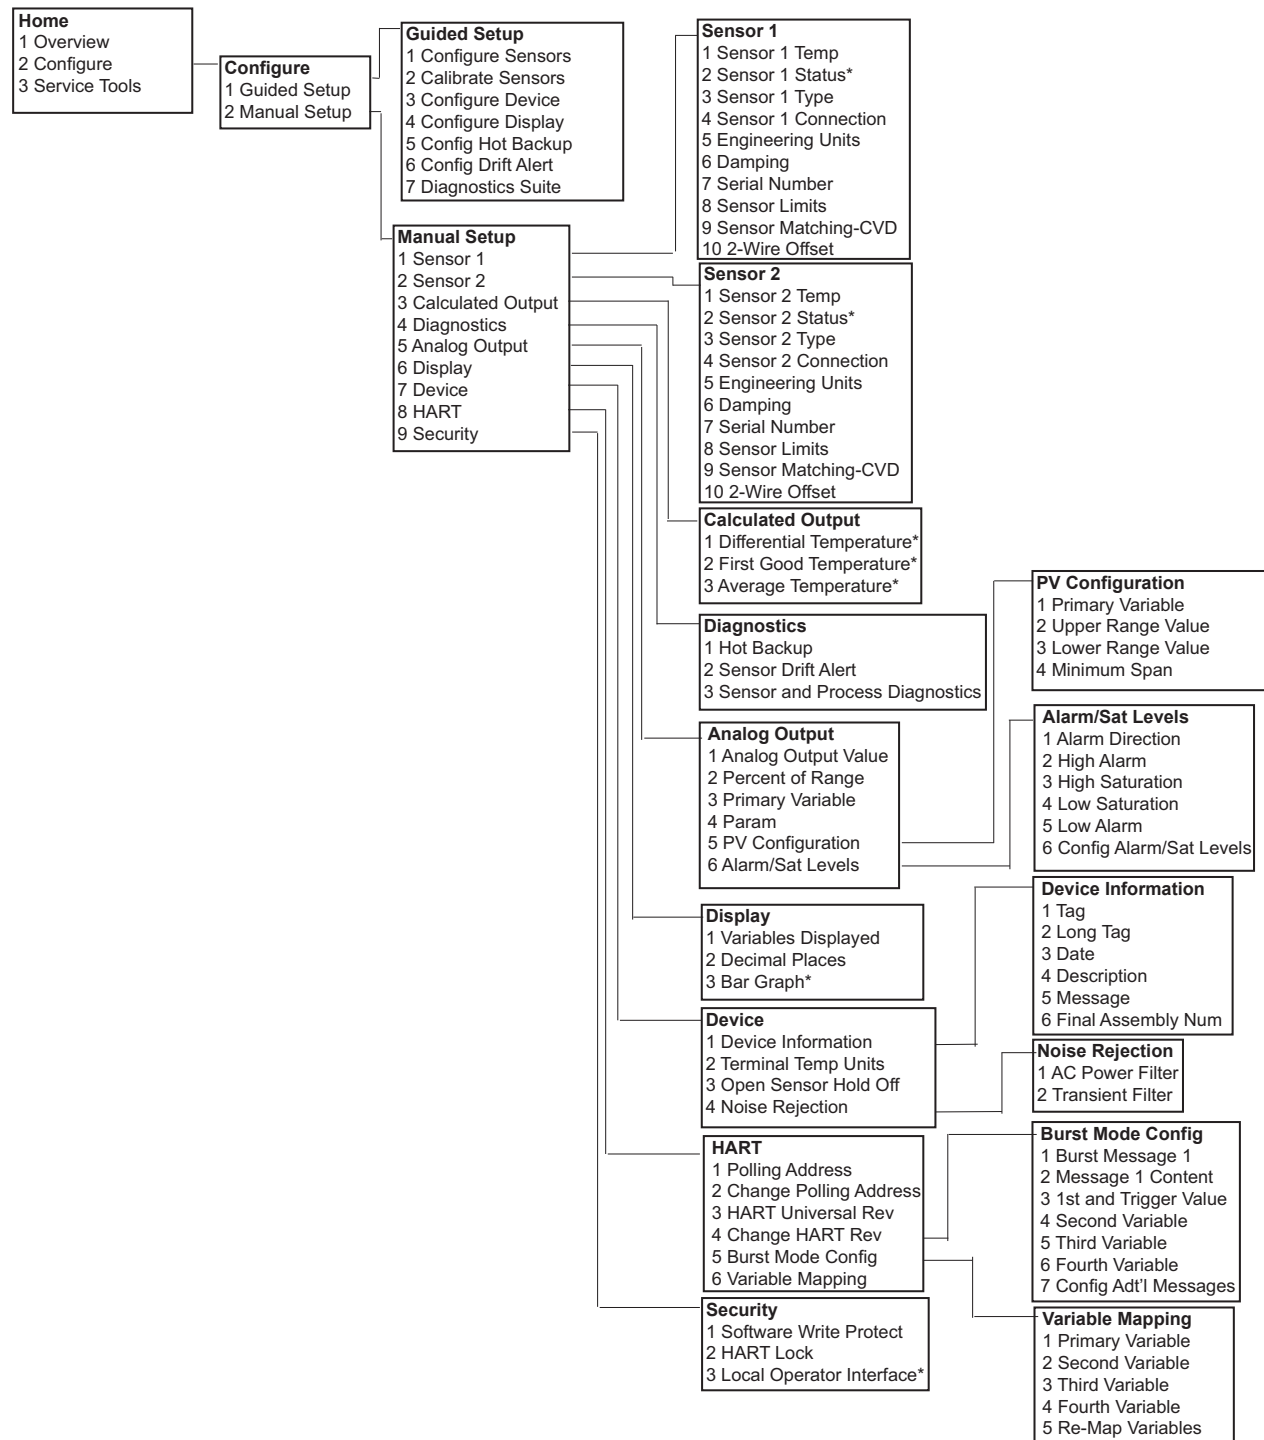 Home
1 Overview
2 Configure
3 Service Tools
Configure
1 Guided Setup
2 Manual Setup
Guided Setup
1 Configure Sensors
2 Calibrate Sensors
3 Configure Device
4 Configure Display
5 Config Hot Backup
6 Config Drift Alert
7 Diagnostics Suite
Manual Setup
1 Sensor 1
2 Sensor 2
3 Calculated Output
4 Diagnostics
5 Analog Output
6 Display
7 Device
8 HART
9 Security
Sensor 1
1 Sensor 1 Temp
2 Sensor 1 Status*
3 Sensor 1 Type
4 Sensor 1 Connection
5 Engineering Units
6 Damping
7 Serial Number
8 Sensor Limits
9 Sensor Matching-CVD
10 2-Wire Offset
Sensor 2
1 Sensor 2 Temp
2 Sensor 2 Status*
3 Sensor 2 Type
4 Sensor 2 Connection
5 Engineering Units
6 Damping
7 Serial Number
8 Sensor Limits
9 Sensor Matching-CVD
10 2-Wire Offset
Calculated Output
1 Differential Temperature*
2 First Good Temperature*
3 Average Temperature*
Diagnostics
1 Hot Backup
2 Sensor Drift Alert
3 Sensor and Process Diagnostics
Analog Output
1 Analog Output Value
2 Percent of Range
3 Primary Variable
4 Param
5 PV Configuration
6 Alarm/Sat Levels
Display
1 Variables Displayed
2 Decimal Places
3 Bar Graph*
Device
1 Device Information
2 Terminal Temp Units
3 Open Sensor Hold Off
4 Noise Rejection
HART
1 Polling Address
2 Change Polling Address
3 HART Universal Rev
4 Change HART Rev
5 Burst Mode Config
6 Variable Mapping
Security
1 Software Write Protect
2 HART Lock
3 Local Operator Interface*
PV Configuration
1 Primary Variable
2 Upper Range Value
3 Lower Range Value
4 Minimum Span
Alarm/Sat Levels
1 Alarm Direction
2 High Alarm
3 High Saturation
4 Low Saturation
5 Low Alarm
6 Config Alarm/Sat Levels
Device Information
1 Tag
2 Long Tag
3 Date
4 Description
5 Message
6 Final Assembly Num
Noise Rejection
1 AC Power Filter
2 Transient Filter
Burst Mode Config
1 Burst Message 1
2 Message 1 Content
3 1st and Trigger Value
4 Second Variable
5 Third Variable
6 Fourth Variable
7 Config Adt'l Messages
Variable Mapping
1 Primary Variable
2 Second Variable
3 Third Variable
4 Fourth Variable
5 Re-Map Variables